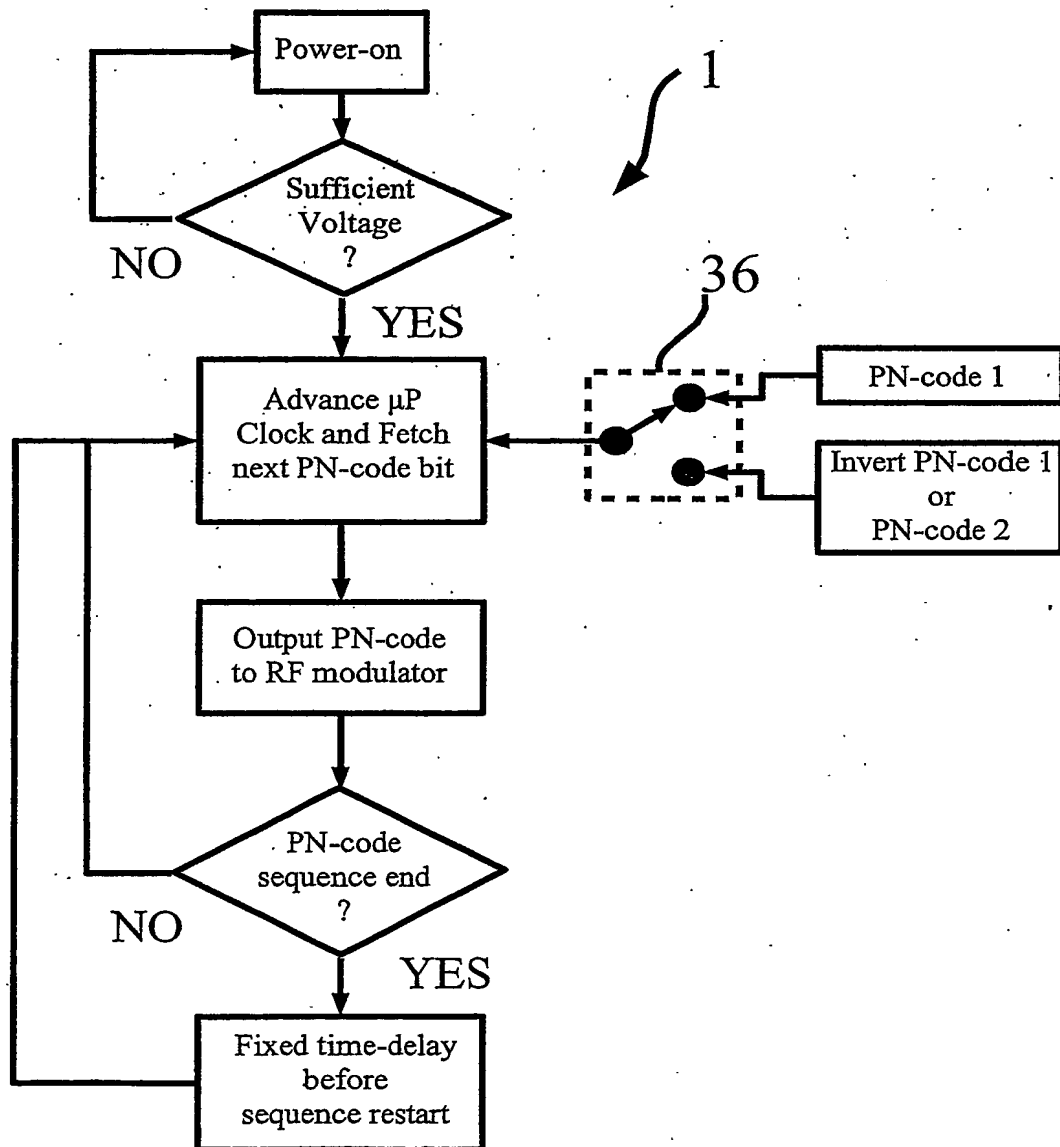 Power-on
1
Sufficient
Voltage
?
NO
YES
36
Advance µP
Clock and Fetch
next PN-code bit
PN-code 1
Invert PN-code 1
or
PN-code 2
Output PN-code
to RF modulator
PN-code
sequence end
?
NO
YES
Fixed time-delay
before
sequence restart